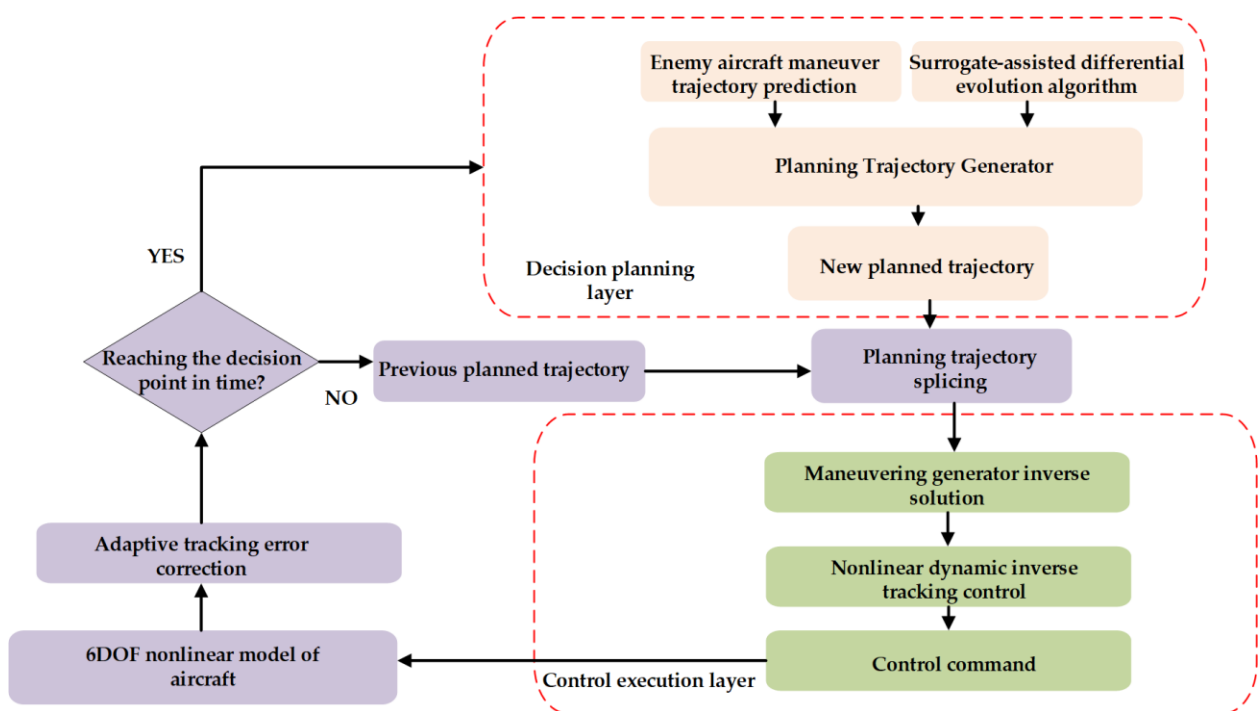 Enemy aircraft maneuver
trajectory prediction
Surrogate-assisted differential
evolution algorithm
Planning Trajectory Generator
YES
New planned trajectory
Decision planning
layer
Reaching the decision
point in time?
NO
Previous planned trajectory
Planning trajectory
splicing
Maneuvering generator inverse
solution
Adaptive tracking error
correction
Nonlinear dynamic inverse
tracking control
6DOF nonlinear model of
aircraft
Control command
Control execution layer